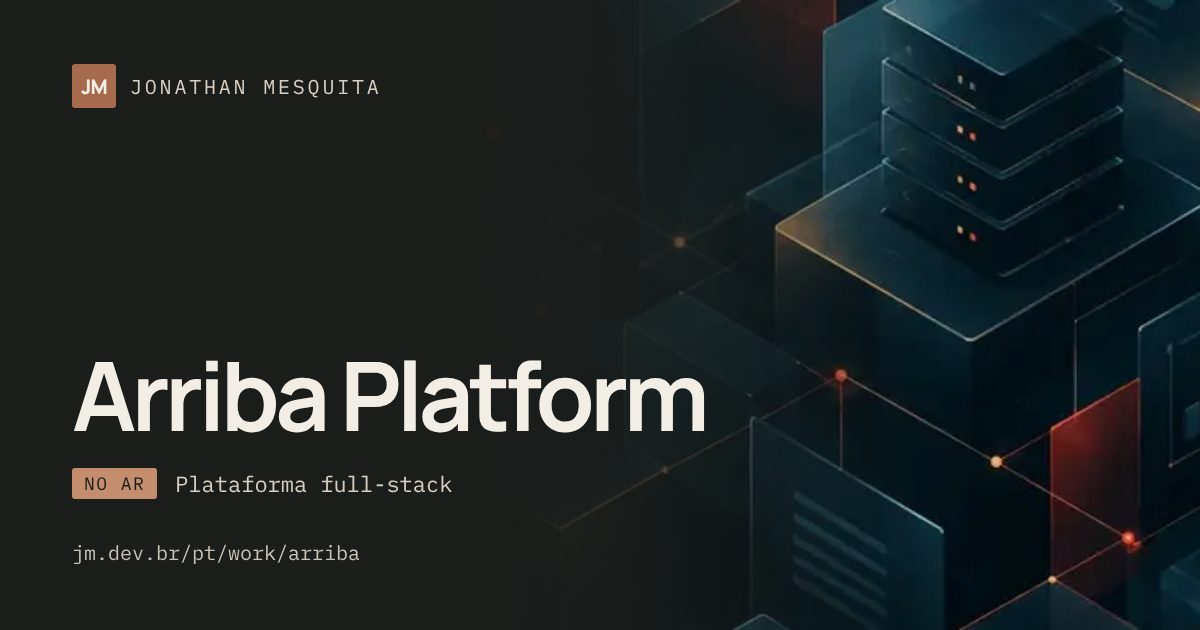 JM JONATHAN MESQUITA
Arriba Platform
NO AR Plataforma full-stack
jm.dev.br/pt/work/arriba